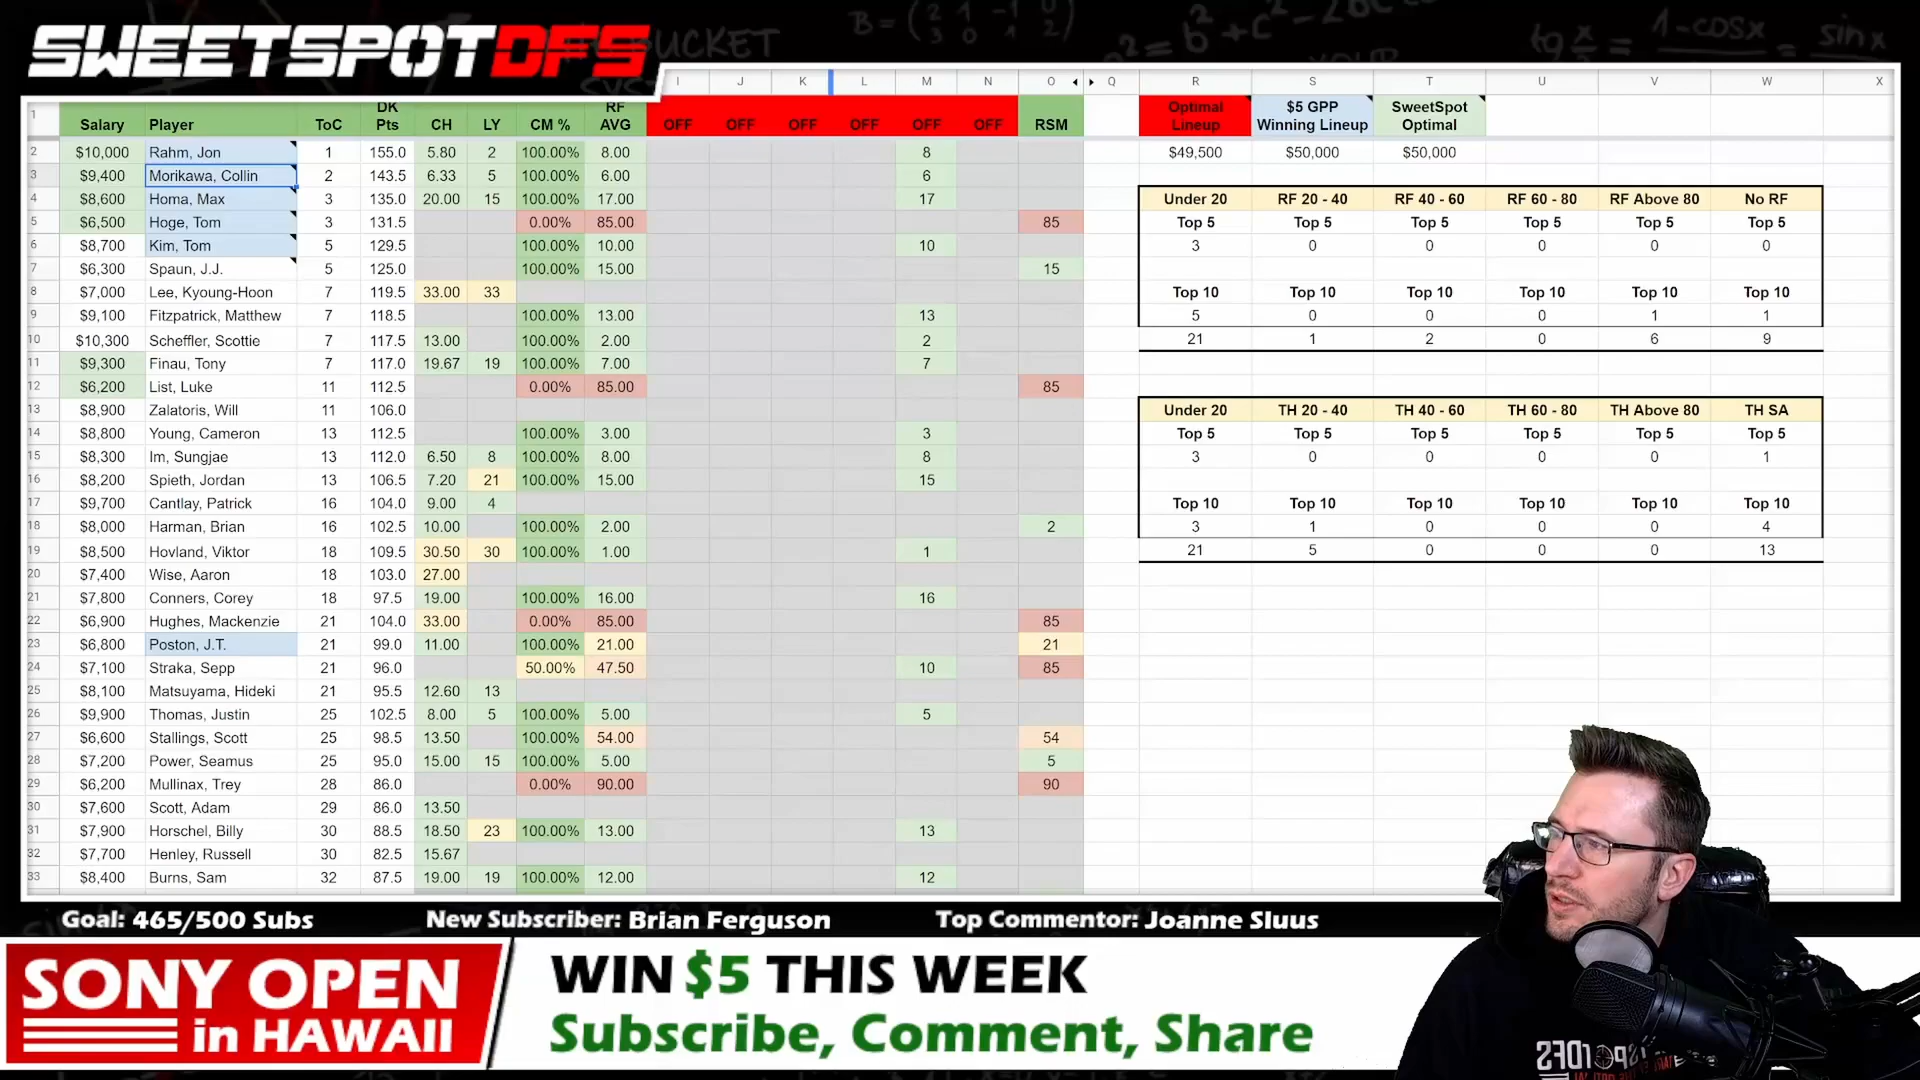 SWEETSPOTDFS
BUCKET
I J K L M N O Q R S T U V W X
1 Salary Player ToC DK Pts CH LY CM % RF AVG OFF OFF OFF OFF OFF OFF RSM
2 $10,000 Rahm, Jon 1 155.0 5.80 2 100.00% 8.00 8
3 $9,400 Morikawa, Collin 2 143.5 6.33 5 100.00% 6.00 6
4 $8,600 Homa, Max 3 135.0 20.00 15 100.00% 17.00 17
5 $6,500 Hoge, Tom 3 131.5 0.00% 85.00 85
6 $8,700 Kim, Tom 5 129.5 100.00% 10.00 10
7 $6,300 Spaun, J.J. 5 125.0 100.00% 15.00 15
8 $7,000 Lee, Kyoung-Hoon 7 119.5 33.00 33
9 $9,100 Fitzpatrick, Matthew 7 118.5 100.00% 13.00 13
10 $10,300 Scheffler, Scottie 7 117.5 13.00 100.00% 2.00 2
11 $9,300 Finau, Tony 7 117.0 19.67 19 100.00% 7.00 7
12 $6,200 List, Luke 11 112.5 0.00% 85.00 85
13 $8,900 Zalatoris, Will 11 106.0
14 $8,800 Young, Cameron 13 112.5 100.00% 3.00 3
15 $8,300 Im, Sungjae 13 112.0 6.50 8 100.00% 8.00 8
16 $8,200 Spieth, Jordan 13 106.5 7.20 21 100.00% 15.00 15
17 $9,700 Cantlay, Patrick 16 104.0 9.00 4
18 $8,000 Harman, Brian 16 102.5 10.00 100.00% 2.00 2
19 $8,500 Hovland, Viktor 18 109.5 30.50 30 100.00% 1.00 1
20 $7,400 Wise, Aaron 18 103.0 27.00
21 $7,800 Conners, Corey 18 97.5 19.00 100.00% 16.00 16
22 $6,900 Hughes, Mackenzie 21 104.0 33.00 0.00% 85.00 85
23 $6,800 Poston, J.T. 21 99.0 11.00 100.00% 21.00 21
24 $7,100 Straka, Sepp 21 96.0 50.00% 47.50 10 85
25 $8,100 Matsuyama, Hideki 21 95.5 12.60 13
26 $9,900 Thomas, Justin 25 102.5 8.00 5 100.00% 5.00 5
27 $6,600 Stallings, Scott 25 98.5 13.50 100.00% 54.00 54
28 $7,200 Power, Seamus 25 95.0 15.00 15 100.00% 5.00 5
29 $6,200 Mullinax, Trey 28 86.0 0.00% 90.00 90
30 $7,600 Scott, Adam 29 86.0 13.50
31 $7,900 Horschel, Billy 30 88.5 18.50 23 100.00% 13.00 13
32 $7,700 Henley, Russell 30 82.5 15.67
33 $8,400 Burns, Sam 32 87.5 19.00 19 100.00% 12.00 12
Optimal Lineup $5 GPP Winning Lineup SweetSpot Optimal
$49,500 $50,000 $50,000
Under 20 RF 20 - 40 RF 40 - 60 RF 60 - 80 RF Above 80 No RF
Top 5 Top 5 Top 5 Top 5 Top 5 Top 5
3 0 0 0 0 0
Top 10 Top 10 Top 10 Top 10 Top 10 Top 10
5 0 0 0 1 1
21 1 2 0 6 9
Under 20 TH 20 - 40 TH 40 - 60 TH 60 - 80 TH Above 80 TH SA
Top 5 Top 5 Top 5 Top 5 Top 5 Top 5
3 0 0 0 0 1
Top 10 Top 10 Top 10 Top 10 Top 10 Top 10
3 1 0 0 0 4
21 5 0 0 0 13
Goal: 465/500 Subs New Subscriber: Brian Ferguson Top Commentor: Joanne Sluus
SONY OPEN
in HAWAII
WIN $5 THIS WEEK
Subscribe, Comment, Share